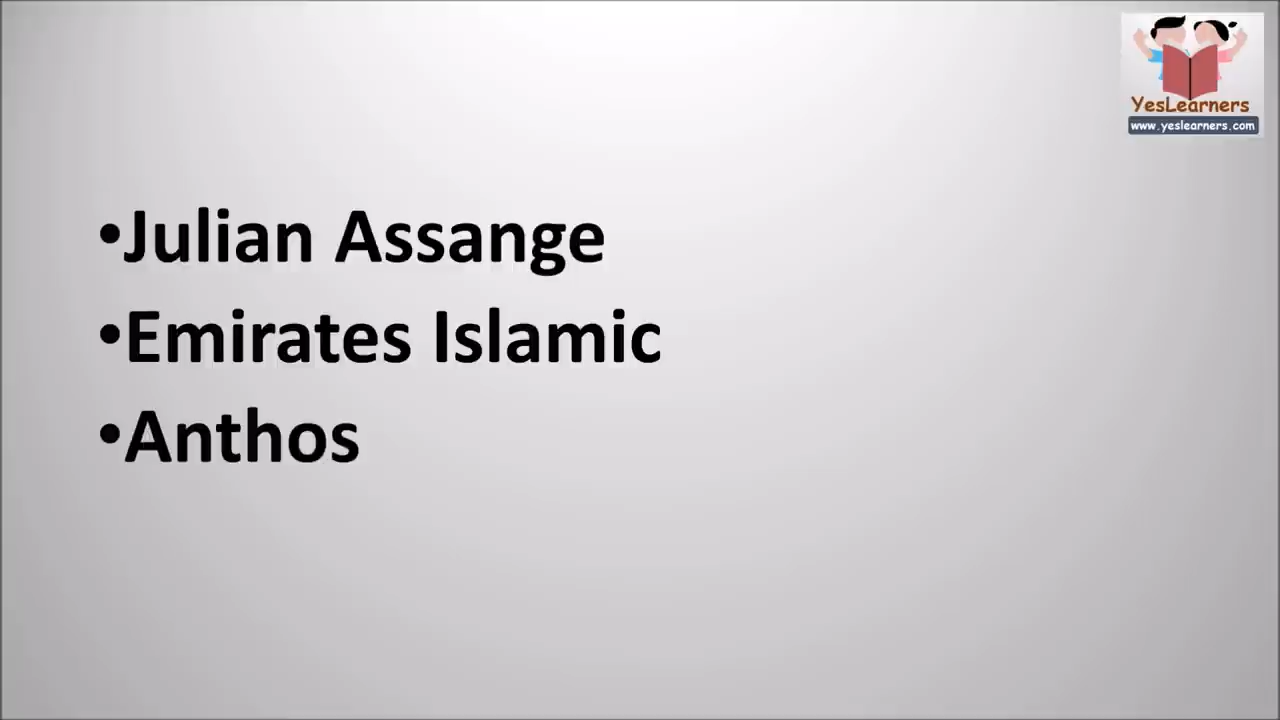 YesLearners
www.yeslearners.com
•Julian Assange
•Emirates Islamic
•Anthos